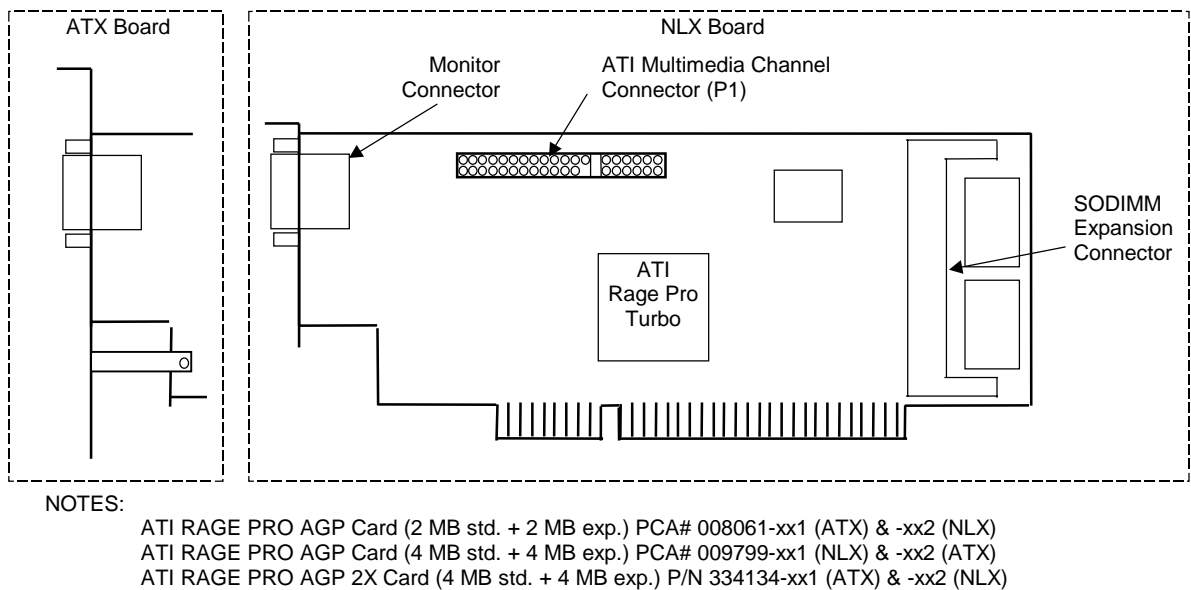 ATX Board
NLX Board
Monitor
Connector
ATI Multimedia Channel
Connector (P1)
SODIMM
Expansion
Connector
ATI
Rage Pro
Turbo
NOTES:
ATI RAGE PRO AGP Card (2 MB std. + 2 MB exp.) PCA# 008061-xx1 (ATX) & -xx2 (NLX)
ATI RAGE PRO AGP Card (4 MB std. + 4 MB exp.) PCA# 009799-xx1 (NLX) & -xx2 (ATX)
ATI RAGE PRO AGP 2X Card (4 MB std. + 4 MB exp.) P/N 334134-xx1 (ATX) & -xx2 (NLX)